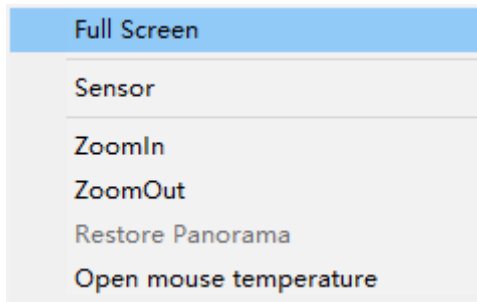 Full Screen
Sensor
ZoomIn
ZoomOut
Restore Panorama
Open mouse temperature